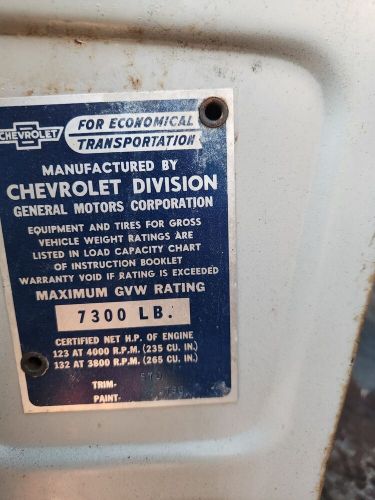 CHEVROLET
FOR ECONOMICAL
TRANSPORTATION
MANUFACTURED BY
CHEVROLET DIVISION
GENERAL MOTORS CORPORATION
EQUIPMENT AND TIRES FOR GROSS
VEHICLE WEIGHT RATINGS ARE
LISTED IN LOAD CAPACITY CHART
OF INSTRUCTION BOOKLET
WARRANTY VOID IF RATING IS EXCEEDED
MAXIMUM GVW RATING
7300 LB.
CERTIFIED NET H.P. OF ENGINE
123 AT 4000 R.P.M. (235 CU. IN.)
132 AT 3800 R.P.M. (265 CU. IN.)
TRIM-
PAINT-